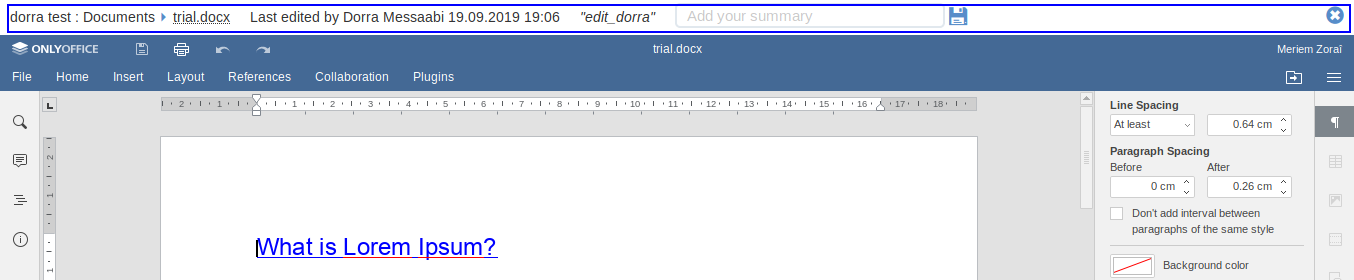 dorra test : Documents trial.docx Last edited by Dorra Messaabi 19.09.2019 19:06 "edit_dorra" Add your summary
ONLYOFFICE trial.docx Meriem Zoraî
File Home Insert Layout References Collaboration Plugins
L 2 1 1 2 3 4 5 6 7 8 9 10 11 12 13 14 15 16 17 18
Line Spacing
At least 0.64 cm
Paragraph Spacing
Before After
0 cm 0.26 cm
Don't add interval between
paragraphs of the same style
2
1
1
What is Lorem Ipsum?
Background color